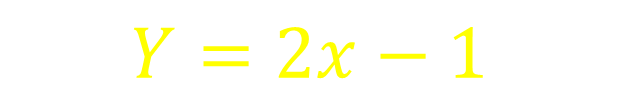 Y = 2x − 1